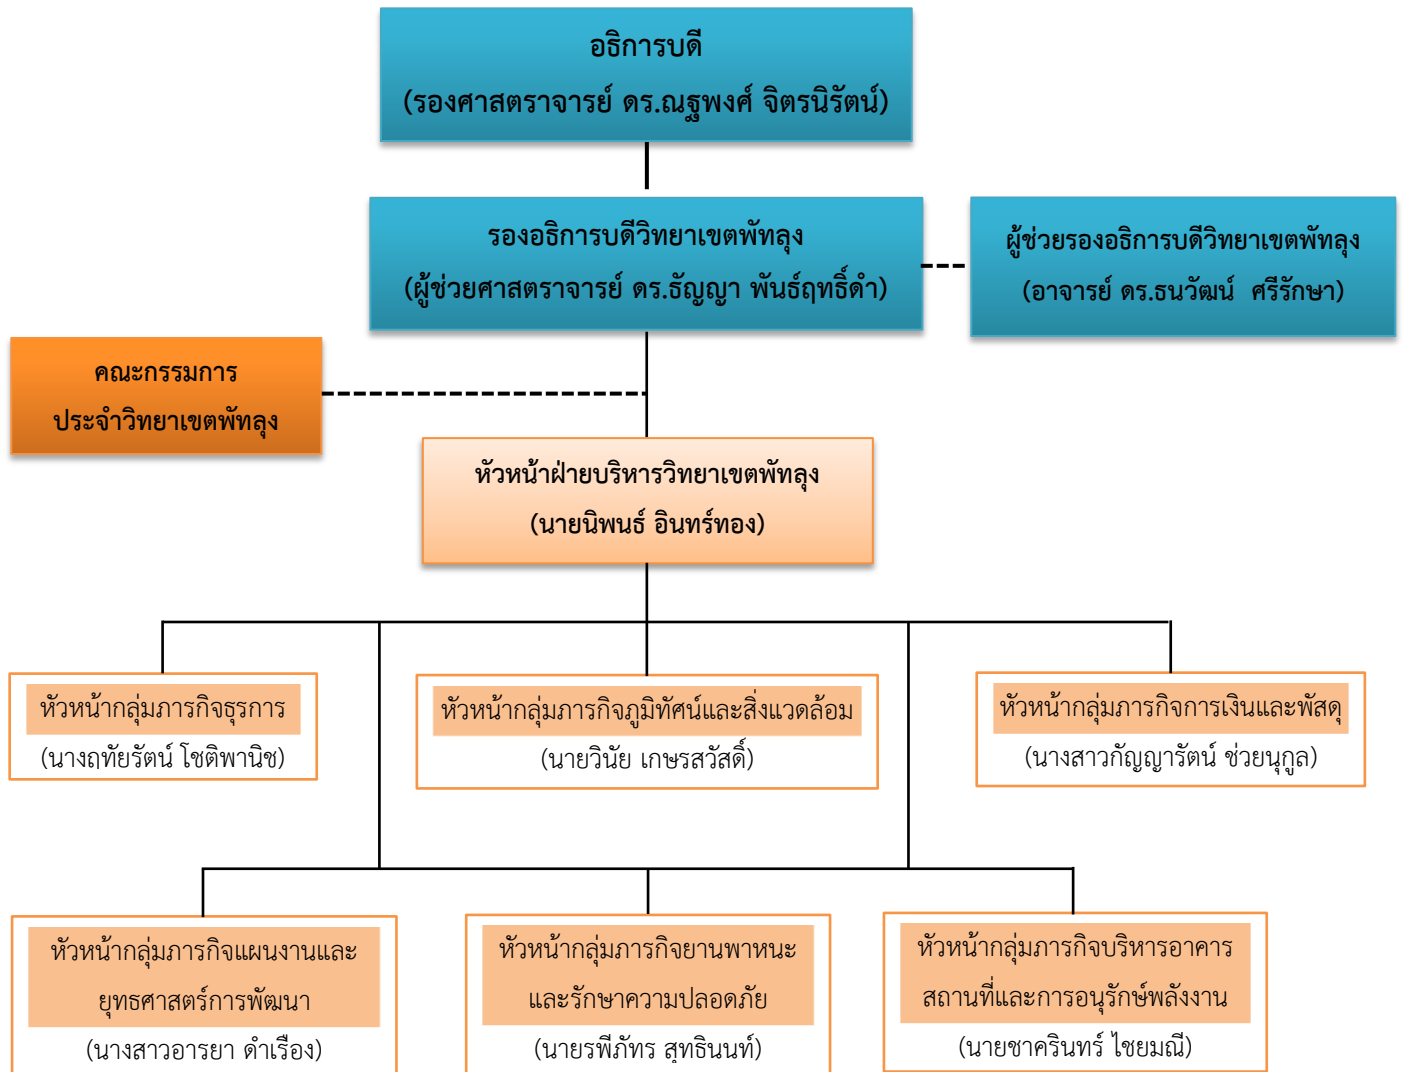 อธิการบดี
(รองศาสตราจารย์ ดร.ณฐพงศ์ จิตรนิรัตน์)
รองอธิการบดีวิทยาเขตพัทลุง
(ผู้ช่วยศาสตราจารย์ ดร.ธัญญา พันธ์ฤทธิ์ดำ)
ผู้ช่วยรองอธิการบดีวิทยาเขตพัทลุง
(อาจารย์ ดร.ธนวัฒน์  ศรีรักษา)
คณะกรรมการ
ประจำวิทยาเขตพัทลุง
หัวหน้าฝ่ายบริหารวิทยาเขตพัทลุง
(นายนิพนธ์ อินทร์ทอง)
หัวหน้ากลุ่มภารกิจธุรการ
(นางฤทัยรัตน์ โชติพานิช)
หัวหน้ากลุ่มภารกิจภูมิทัศน์และสิ่งแวดล้อม
(นายวินัย เกษรสวัสดิ์)
หัวหน้ากลุ่มภารกิจการเงินและพัสดุ
(นางสาวกัญญารัตน์ ช่วยนุกูล)
หัวหน้ากลุ่มภารกิจแผนงานและ
ยุทธศาสตร์การพัฒนา
(นางสาวอารยา ดำเรือง)
หัวหน้ากลุ่มภารกิจยานพาหนะ
และรักษาความปลอดภัย
(นายรพีภัทร สุทธินนท์)
หัวหน้ากลุ่มภารกิจบริหารอาคาร
สถานที่และการอนุรักษ์พลังงาน
(นายชาครินทร์ ไชยมณี)